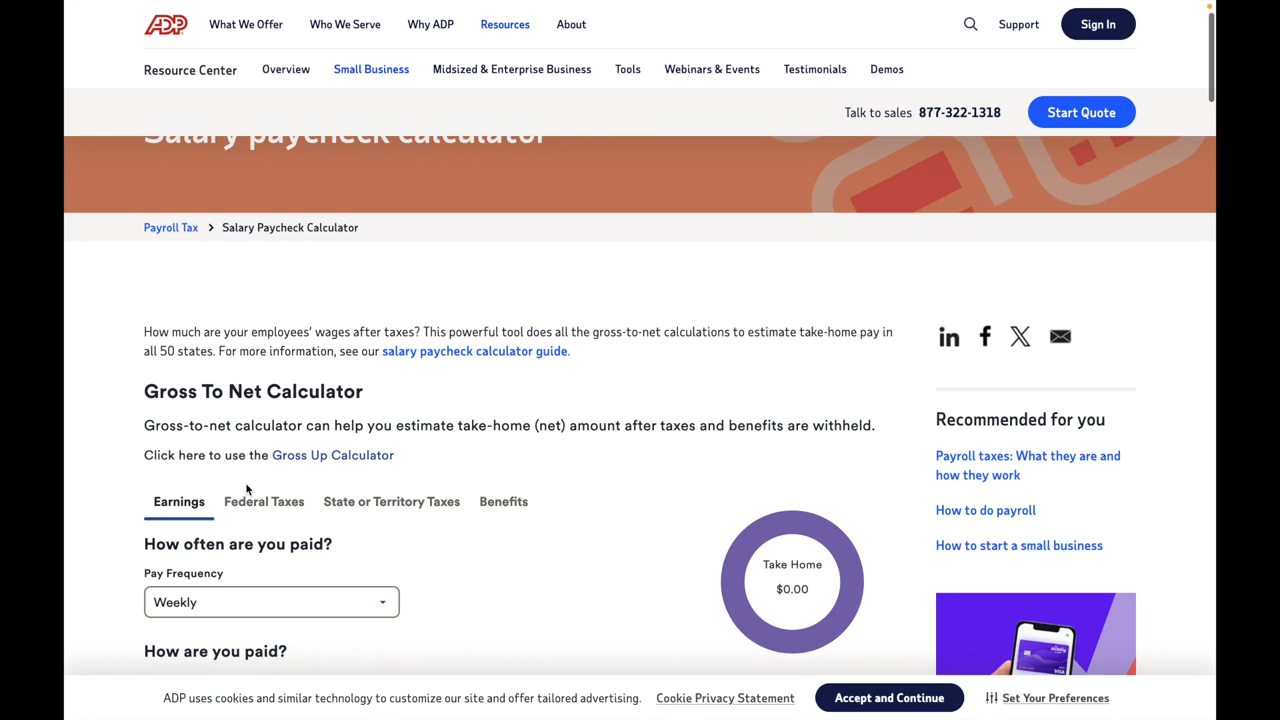 ADP
What We Offer
Who We Serve
Why ADP
Resources
About
Support
Sign In
Resource Center
Overview
Small Business
Midsized & Enterprise Business
Tools
Webinars & Events
Testimonials
Demos
Talk to sales 877-322-1318
Start Quote
Salary paycheck calculator
Payroll Tax
Salary Paycheck Calculator
How much are your employees' wages after taxes? This powerful tool does all the gross-to-net calculations to estimate take-home pay in
all 50 states. For more information, see our salary paycheck calculator guide.
Gross To Net Calculator
Gross-to-net calculator can help you estimate take-home (net) amount after taxes and benefits are withheld.
Click here to use the Gross Up Calculator
Earnings
Federal Taxes
State or Territory Taxes
Benefits
How often are you paid?
Pay Frequency
Weekly
How are you paid?
Take Home
$0.00
Recommended for you
Payroll taxes: What they are and
how they work
How to do payroll
How to start a small business
ADP uses cookies and similar technology to customize our site and offer tailored advertising.
Cookie Privacy Statement
Accept and Continue
Set Your Preferences